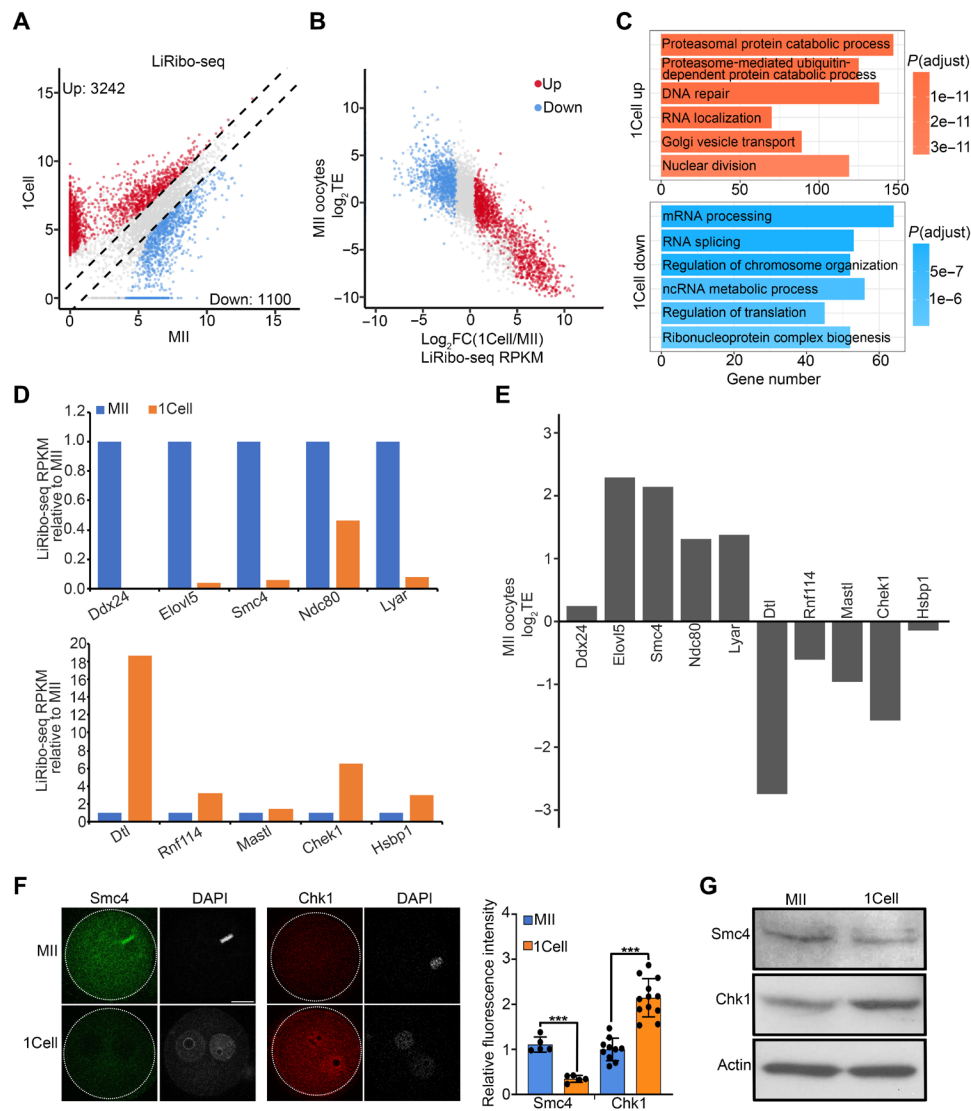 A
LiRibo-seq
Up: 3242
15
10
5
0
1Cell
0 5 10 15
Down: 1100
MII
B
Up
Down
10
5
0
−5
−10
MII oocytes
log2TE
−10 −5 0 5 10
Log2FC(1Cell/MII)
LiRibo-seq RPKM
C
1Cell up
Proteasomal protein catabolic process
Proteasome-mediated ubiquitin-
dependent protein catabolic process
DNA repair
RNA localization
Golgi vesicle transport
Nuclear division
0 50 100 150
P(adjust)
1e−11
2e−11
3e−11
1Cell down
mRNA processing
RNA splicing
Regulation of chromosome organization
ncRNA metabolic process
Regulation of translation
Ribonucleoprotein complex biogenesis
0 20 40 60
Gene number
P(adjust)
5e-7
1e-6
D
MII 1Cell
LiRibo-seq RPKM
relative to MII
1.2
1.0
0.8
0.6
0.4
0.2
0.0
Ddx24 Elovl5 Smc4 Ndc80 Lyar
LiRibo-seq RPKM
relative to MII
20
18
16
14
12
10
8
6
4
2
0
Dtl Rnf114 Mastl Chek1 Hsbp1
E
MII oocytes
log2TE
3
2
1
0
−1
−2
−3
Ddx24 Elovl5 Smc4 Ndc80 Lyar Dtl Rnf114 Mastl Chek1 Hsbp1
F
Smc4 DAPI Chk1 DAPI
MII
1Cell
Relative fluorescence intensity
4
3
2
1
0
MII
1Cell
***
***
Smc4 Chk1
G
MII 1Cell
Smc4
Chk1
Actin